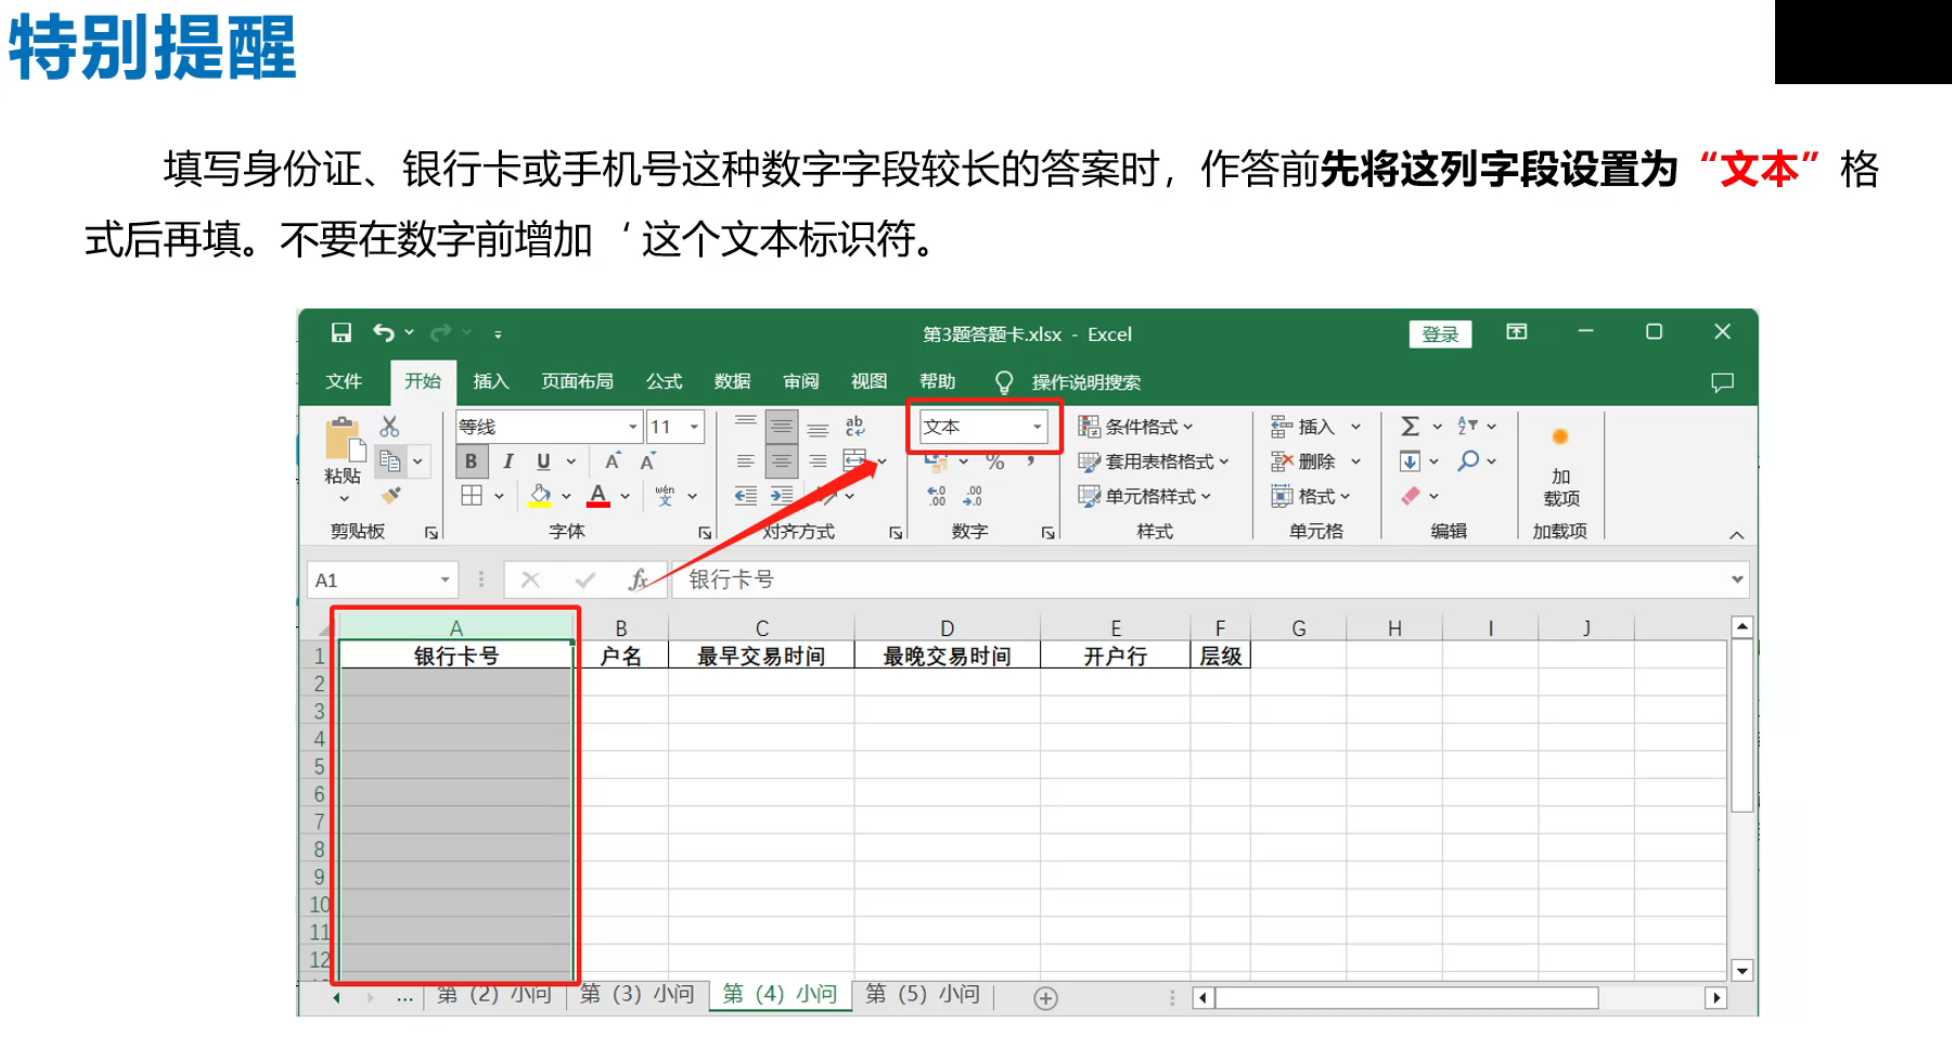 特别提醒
填写身份证、银行卡或手机号这种数字字段较长的答案时，作答前先将这列字段设置为“文本”格
式后再填。不要在数字前增加‘这个文本标识符。
第3题答题卡.xlsx - Excel 登录
文件 开始 插入 页面布局 公式 数据 审阅 视图 帮助 操作说明搜索
等线 11 ab 文本 条件格式 插入 Σ
粘贴 B I U A A % , 套用表格格式 删除 加
A wén 文 .00 .00 单元格样式 格式 载项
剪贴板 字体 对齐方式 数字 样式 单元格 编辑 加载项
A1 fx 银行卡号
A B C D E F G H I J
1 银行卡号 户名 最早交易时间 最晚交易时间 开户行 层级
2
3
4
5
6
7
8
9
10
11
12
... 第（2）小问 第（3）小问 第（4）小问 第（5）小问